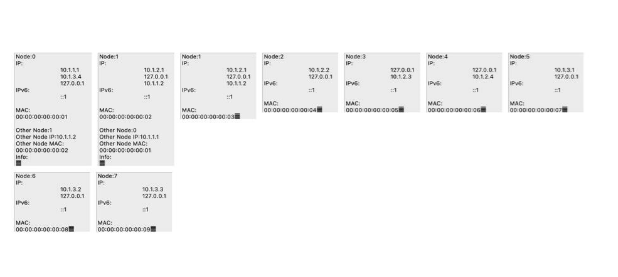 Node:0
IP:
10.1.1.1
10.1.3.4
127.0.0.1
IPv6:
::1
MAC:
00:00:00:00:00:01
Other Node:1
Other Node IP:10.1.1.2
Other Node MAC:
00:00:00:00:00:02
Info:
Node:1
IP:
10.1.2.1
127.0.0.1
10.1.1.2
IPv6:
::1
MAC:
00:00:00:00:00:02
Other Node:0
Other Node IP:10.1.1.1
Other Node MAC:
00:00:00:00:00:01
Info:
Node:1
IP:
10.1.2.1
127.0.0.1
10.1.1.2
IPv6:
::1
MAC:
00:00:00:00:00:03
Node:2
IP:
10.1.2.2
127.0.0.1
IPv6:
::1
MAC:
00:00:00:00:00:04
Node:3
IP:
127.0.0.1
10.1.2.3
IPv6:
::1
MAC:
00:00:00:00:00:05
Node:4
IP:
127.0.0.1
10.1.2.4
IPv6:
::1
MAC:
00:00:00:00:00:06
Node:5
IP:
10.1.3.1
127.0.0.1
IPv6:
::1
MAC:
00:00:00:00:00:07
Node:6
IP:
10.1.3.2
127.0.0.1
IPv6:
::1
MAC:
00:00:00:00:00:08
Node:7
IP:
10.1.3.3
127.0.0.1
IPv6:
::1
MAC:
00:00:00:00:00:09